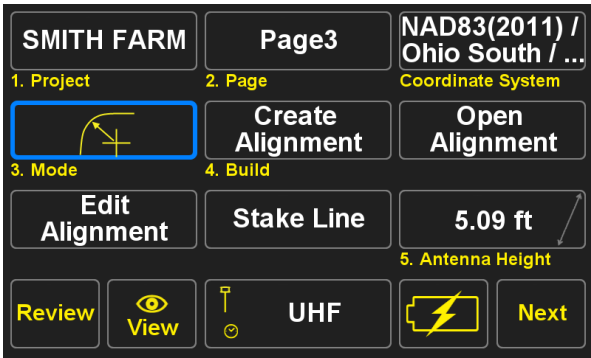 SMITH FARM
Page3
NAD83(2011) /
Ohio South / ...
1. Project
2. Page
Coordinate System
Create
Alignment
Open
Alignment
3. Mode
4. Build
Edit
Alignment
Stake Line
5.09 ft
5. Antenna Height
Review
View
UHF
Next